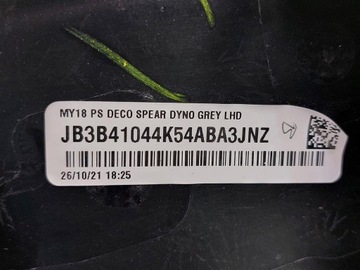 MY18 PS DECO SPEAR DYNO GREY LHD
JB3B41044K54ABA3JNZ
26/10/21 18:25